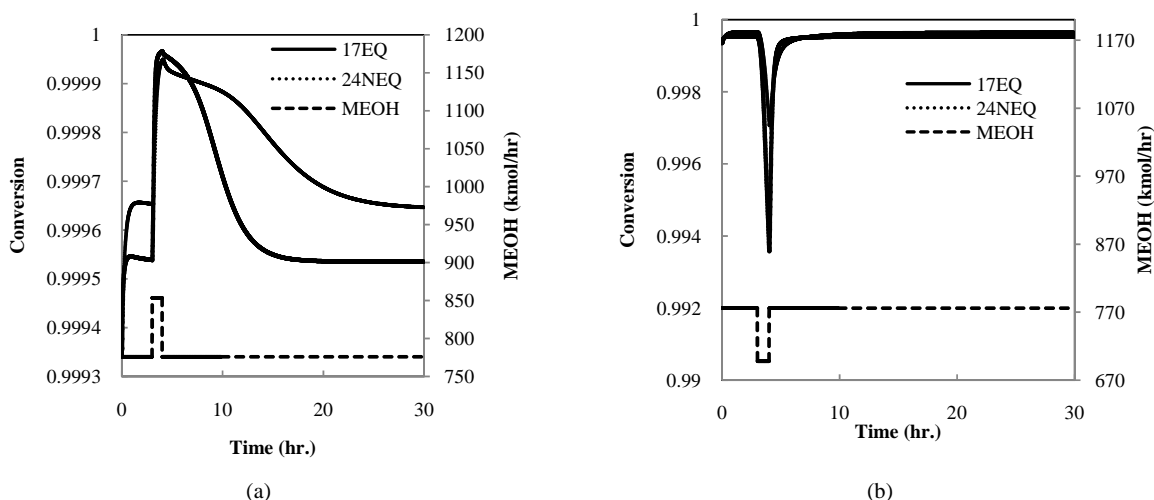 1
0.9999
0.9999
0.9998
0.9997
0.9996
0.9995
0.9994
0.9993
Conversion
17EQ
24NEQ
MEOH
1200
1150
1100
1050
1000
950
900
850
800
750
MEOH (kmol/hr)
0 10 20 30
Time (hr.)
(a)
1
0.998
0.996
0.994
0.992
0.99
Conversion
17EQ
24NEQ
MEOH
1170
1070
970
870
770
670
MEOH (kmol/hr)
0 10 20 30
Time (hr.)
(b)